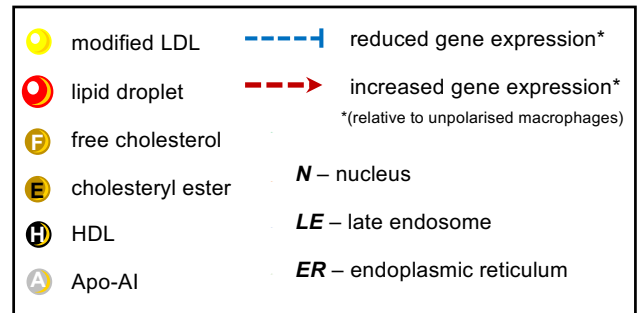 modified LDL
lipid droplet
F free cholesterol
E cholesteryl ester
H HDL
A Apo-AI
reduced gene expression*
increased gene expression*
*(relative to unpolarised macrophages)
N – nucleus
LE – late endosome
ER – endoplasmic reticulum